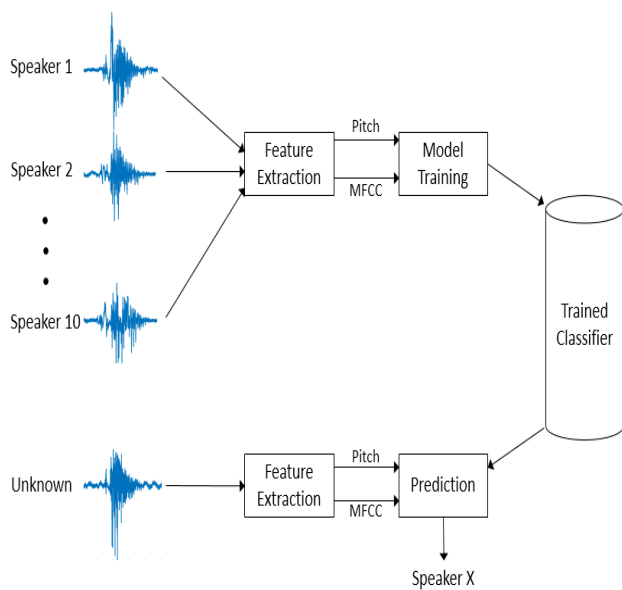 Speaker 1
Speaker 2
Speaker 10
Feature
Extraction
Pitch
MFCC
Model
Training
Trained
Classifier
Unknown
Feature
Extraction
Pitch
MFCC
Prediction
Speaker X